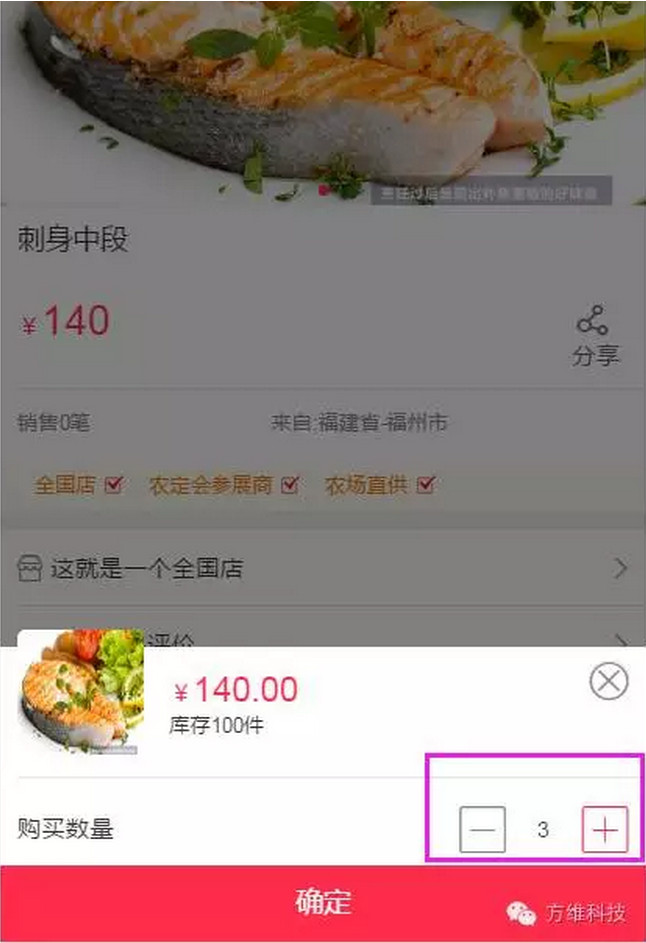 刺身中段
¥140
分享
销售0笔 来自:福建省-福州市
全国店 农定会参展商 农场直供
这就是一个全国店
评价
¥140.00
库存100件
购买数量 3
确定
方维科技